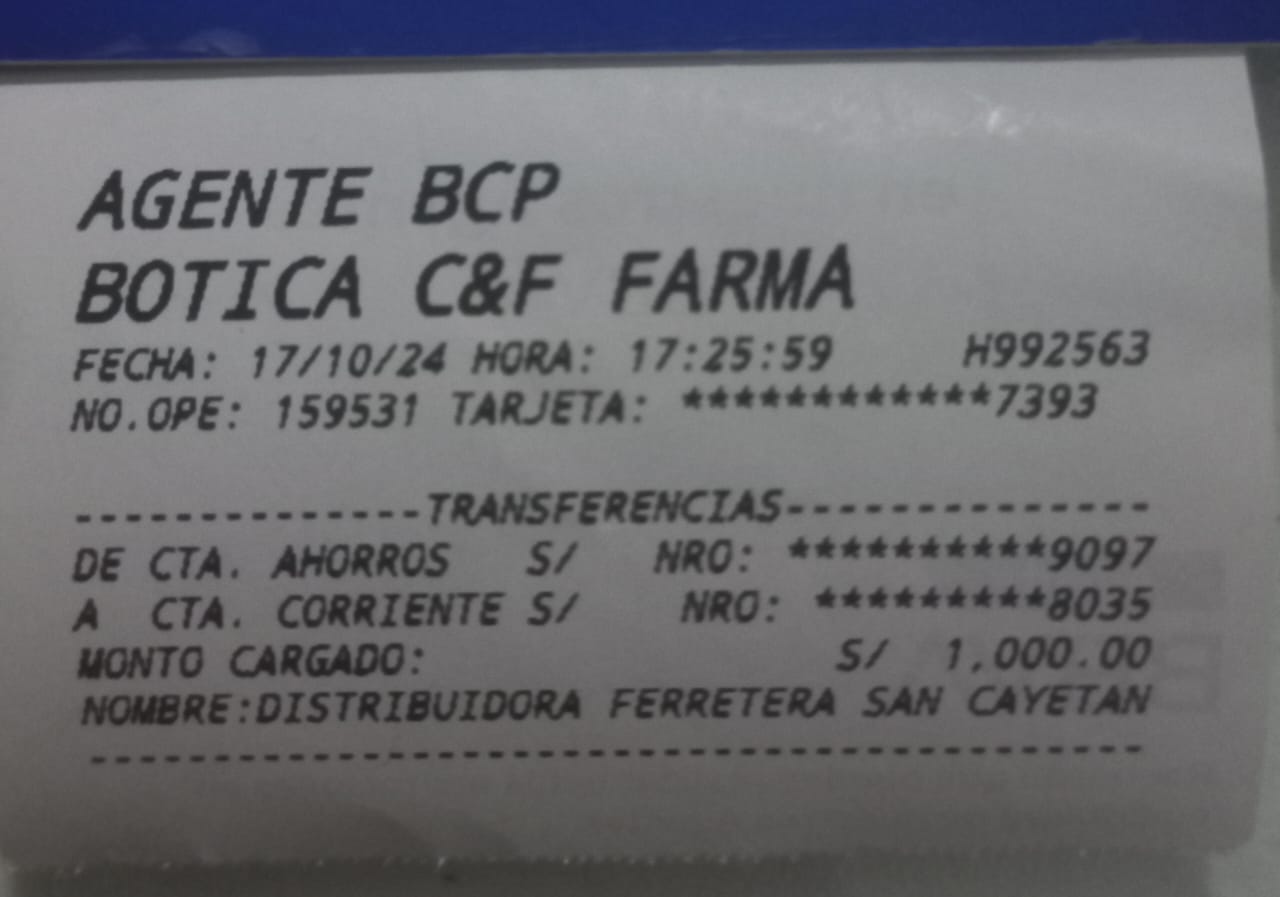 AGENTE BCP
BOTICA C&F FARMA
FECHA: 17/10/24 HORA: 17:25:59 H992563
NO.OPE: 159531 TARJETA: ************7393
--------------TRANSFERENCIAS---------------
DE CTA. AHORROS S/ NRO: **********9097
A CTA. CORRIENTE S/ NRO: *********8035
MONTO CARGADO: S/ 1,000.00
NOMBRE:DISTRIBUIDORA FERRETERA SAN CAYETAN
-------------------------------------------